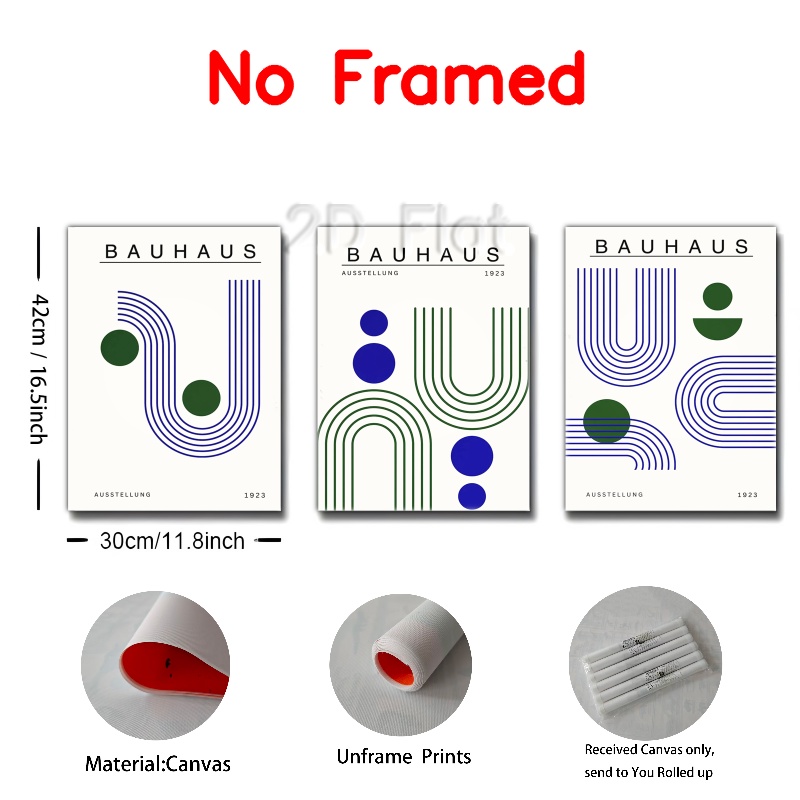 No Framed
2D Flat
BAUHAUS
BAUHAUS
AUSSTELLUNG 1923
BAUHAUS
42cm / 16.5inch
AUSSTELLUNG 1923
AUSSTELLUNG 1923
30cm/11.8inch
Material:Canvas
Unframe Prints
Received Canvas only,
send to You Rolled up